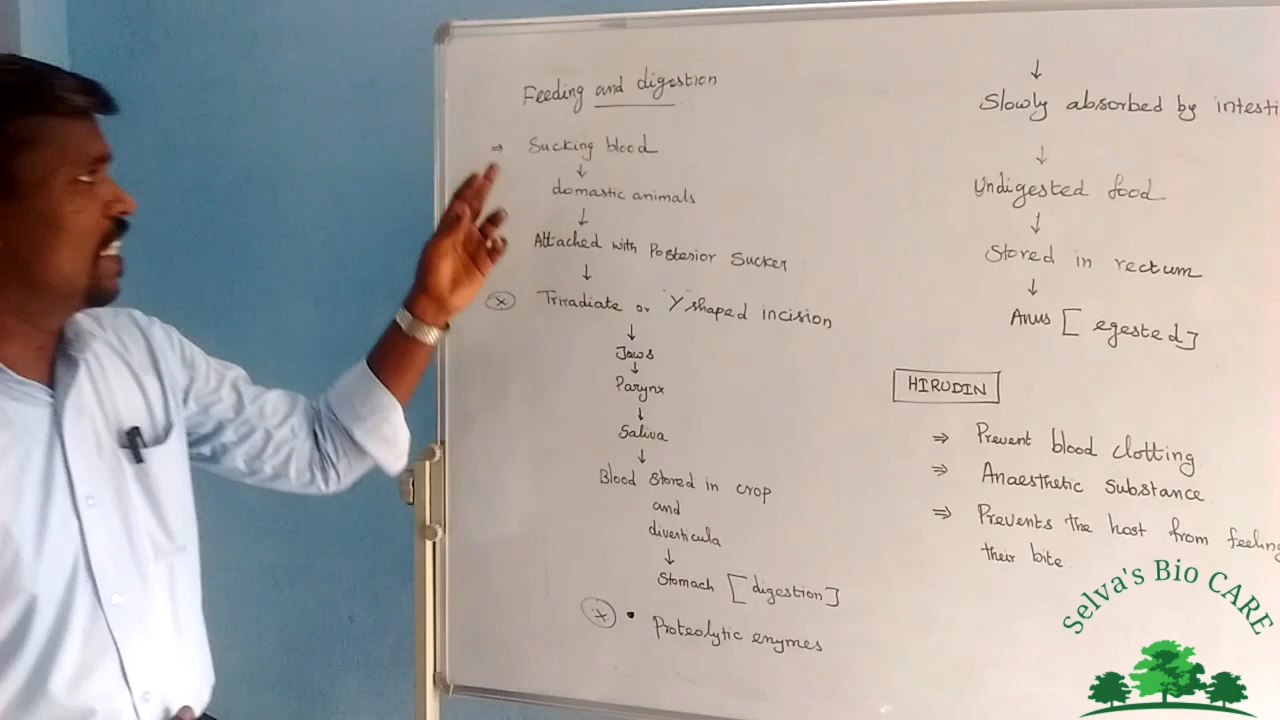 Feeding and digestion
⇒ Sucking blood
↓
domastic animals
↓
Attached with Posterior Sucker
↓
Triradiate or "Y" shaped incision
↓
Jaws
↓
Parynx
↓
Saliva
↓
Blood stored in crop
and
diverticula
↓
Stomach [digestion]
• Proteolytic enymes
↓
Slowly absorbed by intesti
↓
Undigested food
↓
Stored in rectum
↓
Anus [egested]
HIRUDIN
⇒ Prevent blood clotting.
⇒ Anaesthetic substance.
⇒ Prevents the host from feeling
their bite.
Selva's Bio CARE